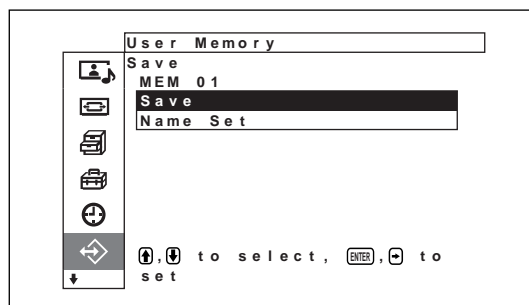 User Memory
Save
MEM 01
Save
Name Set
↑,↓ to select, ENTER,→ to
set